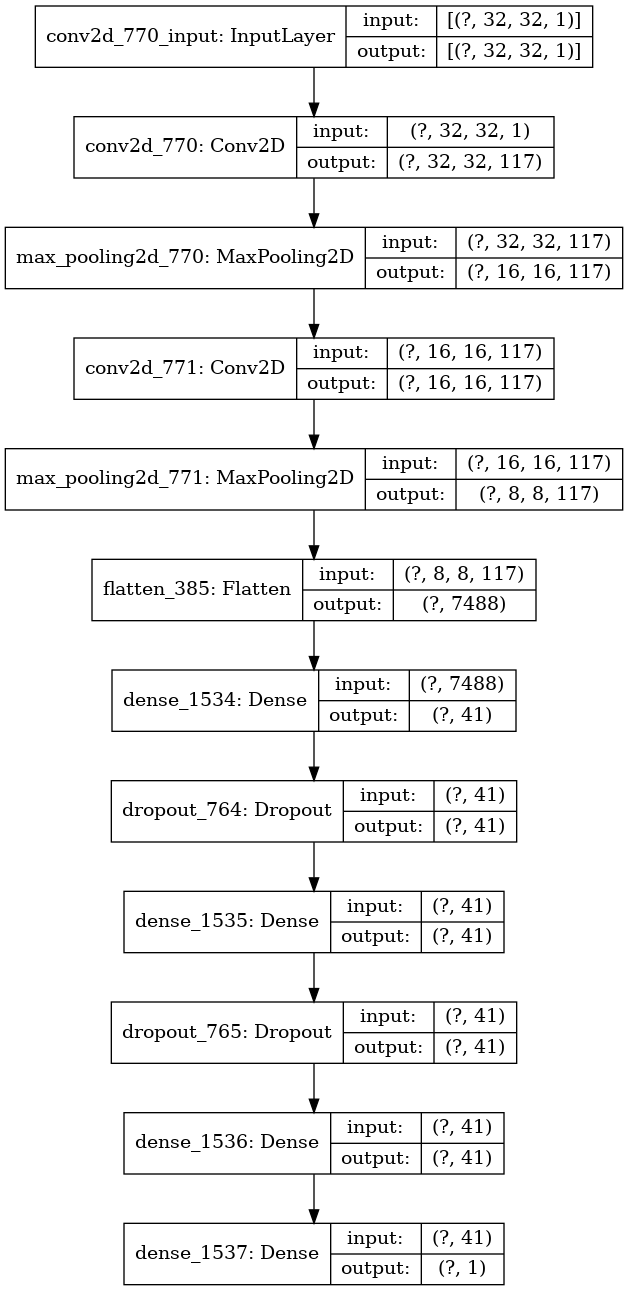 conv2d_770_input: InputLayer
input: [(?, 32, 32, 1)]
output: [(?, 32, 32, 1)]
conv2d_770: Conv2D
input: (?, 32, 32, 1)
output: (?, 32, 32, 117)
max_pooling2d_770: MaxPooling2D
input: (?, 32, 32, 117)
output: (?, 16, 16, 117)
conv2d_771: Conv2D
input: (?, 16, 16, 117)
output: (?, 16, 16, 117)
max_pooling2d_771: MaxPooling2D
input: (?, 16, 16, 117)
output: (?, 8, 8, 117)
flatten_385: Flatten
input: (?, 8, 8, 117)
output: (?, 7488)
dense_1534: Dense
input: (?, 7488)
output: (?, 41)
dropout_764: Dropout
input: (?, 41)
output: (?, 41)
dense_1535: Dense
input: (?, 41)
output: (?, 41)
dropout_765: Dropout
input: (?, 41)
output: (?, 41)
dense_1536: Dense
input: (?, 41)
output: (?, 41)
dense_1537: Dense
input: (?, 41)
output: (?, 1)